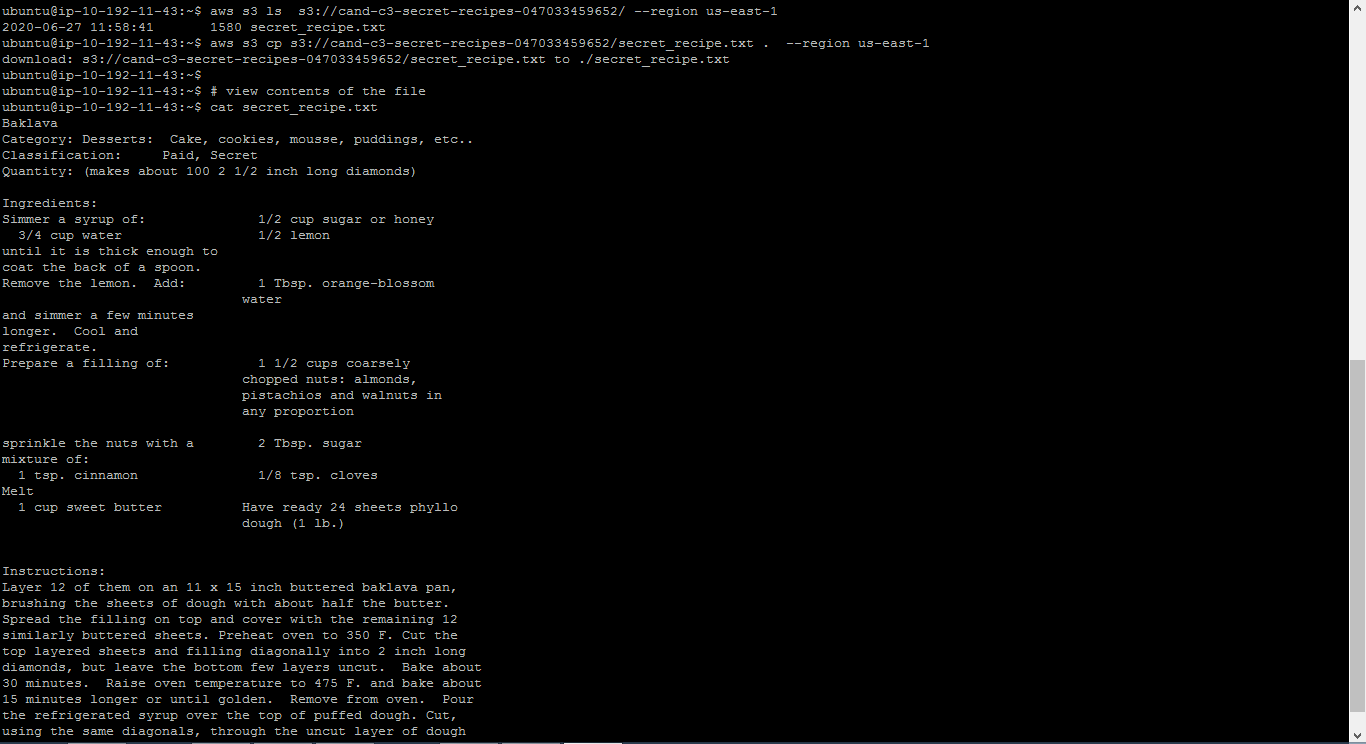 ubuntu@ip-10-192-11-43:~$ aws s3 ls  s3://cand-c3-secret-recipes-047033459652/ --region us-east-1
2020-06-27 11:58:41       1580 secret_recipe.txt
ubuntu@ip-10-192-11-43:~$ aws s3 cp s3://cand-c3-secret-recipes-047033459652/secret_recipe.txt .  --region us-east-1
download: s3://cand-c3-secret-recipes-047033459652/secret_recipe.txt to ./secret_recipe.txt
ubuntu@ip-10-192-11-43:~$
ubuntu@ip-10-192-11-43:~$ # view contents of the file
ubuntu@ip-10-192-11-43:~$ cat secret_recipe.txt
Baklava
Category: Desserts:  Cake, cookies, mousse, puddings, etc..
Classification:     Paid, Secret
Quantity: (makes about 100 2 1/2 inch long diamonds)
Ingredients:
Simmer a syrup of:              1/2 cup sugar or honey
  3/4 cup water                 1/2 lemon
until it is thick enough to
coat the back of a spoon.
Remove the lemon.  Add:         1 Tbsp. orange-blossom
                              water
and simmer a few minutes
longer.  Cool and
refrigerate.
Prepare a filling of:           1 1/2 cups coarsely
                              chopped nuts: almonds,
                              pistachios and walnuts in
                              any proportion
sprinkle the nuts with a        2 Tbsp. sugar
mixture of:
  1 tsp. cinnamon               1/8 tsp. cloves
Melt
  1 cup sweet butter          Have ready 24 sheets phyllo
                              dough (1 lb.)
Instructions:
Layer 12 of them on an 11 x 15 inch buttered baklava pan,
brushing the sheets of dough with about half the butter.
Spread the filling on top and cover with the remaining 12
similarly buttered sheets. Preheat oven to 350 F. Cut the
top layered sheets and filling diagonally into 2 inch long
diamonds, but leave the bottom few layers uncut.  Bake about
30 minutes.  Raise oven temperature to 475 F. and bake about
15 minutes longer or until golden.  Remove from oven.  Pour
the refrigerated syrup over the top of puffed dough. Cut,
using the same diagonals, through the uncut layer of dough